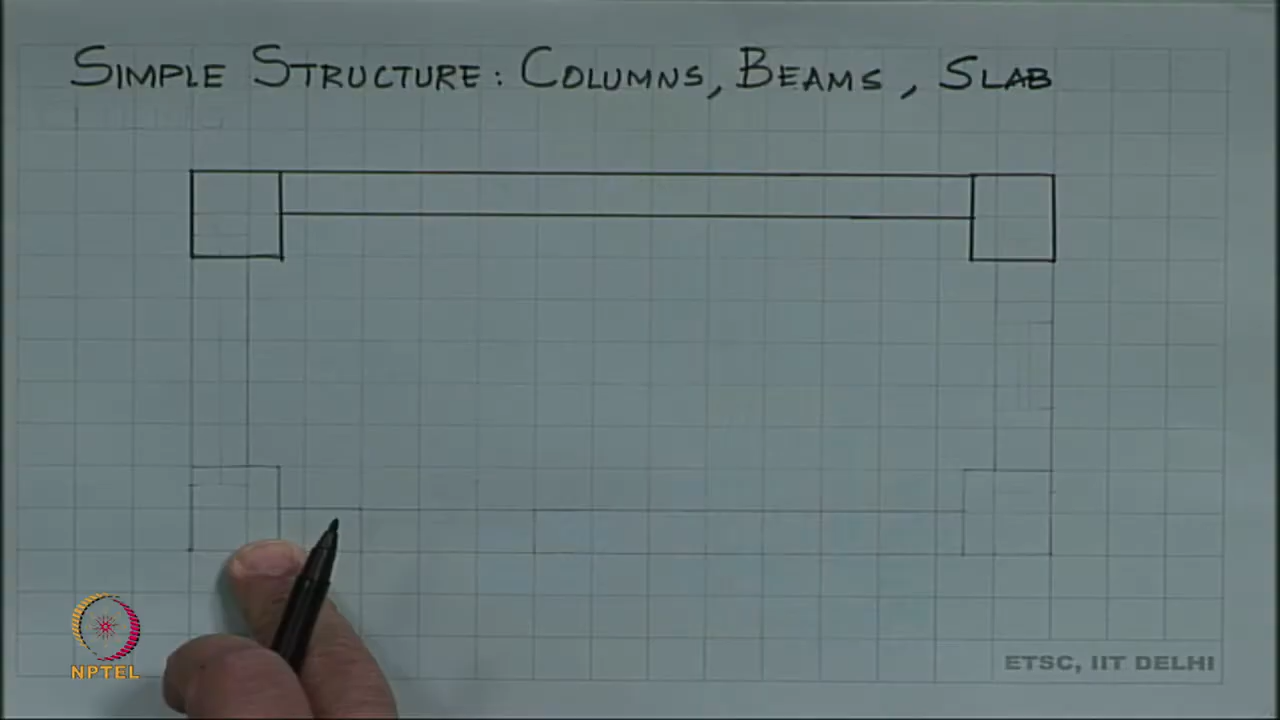 SIMPLE STRUCTURE: COLUMNS, BEAMS, SLAB
NPTEL
ETSC, IIT DELHI